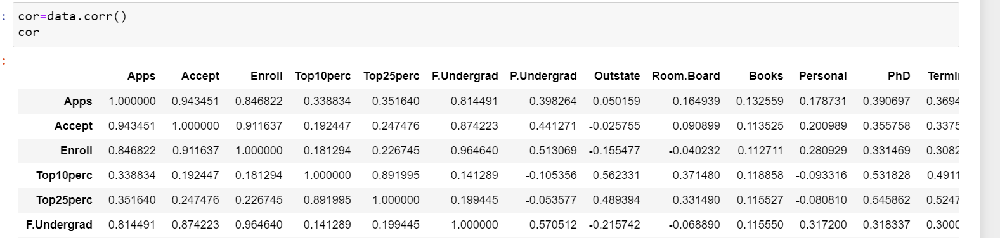 : cor=data.corr()
cor
:
Apps Accept Enroll Top10perc Top25perc F.Undergrad P.Undergrad Outstate Room.Board Books Personal PhD Termi
Apps 1.000000 0.943451 0.846822 0.338834 0.351640 0.814491 0.398264 0.050159 0.164939 0.132559 0.178731 0.390697 0.3694
Accept 0.943451 1.000000 0.911637 0.192447 0.247476 0.874223 0.441271 -0.025755 0.090899 0.113525 0.200989 0.355758 0.3375
Enroll 0.846822 0.911637 1.000000 0.181294 0.226745 0.964640 0.513069 -0.155477 -0.040232 0.112711 0.280929 0.331469 0.3082
Top10perc 0.338834 0.192447 0.181294 1.000000 0.891995 0.141289 -0.105356 0.562331 0.371480 0.118858 -0.093316 0.531828 0.4911
Top25perc 0.351640 0.247476 0.226745 0.891995 1.000000 0.199445 -0.053577 0.489394 0.331490 0.115527 -0.080810 0.545862 0.5247
F.Undergrad 0.814491 0.874223 0.964640 0.141289 0.199445 1.000000 0.570512 -0.215742 -0.068890 0.115550 0.317200 0.318337 0.3000